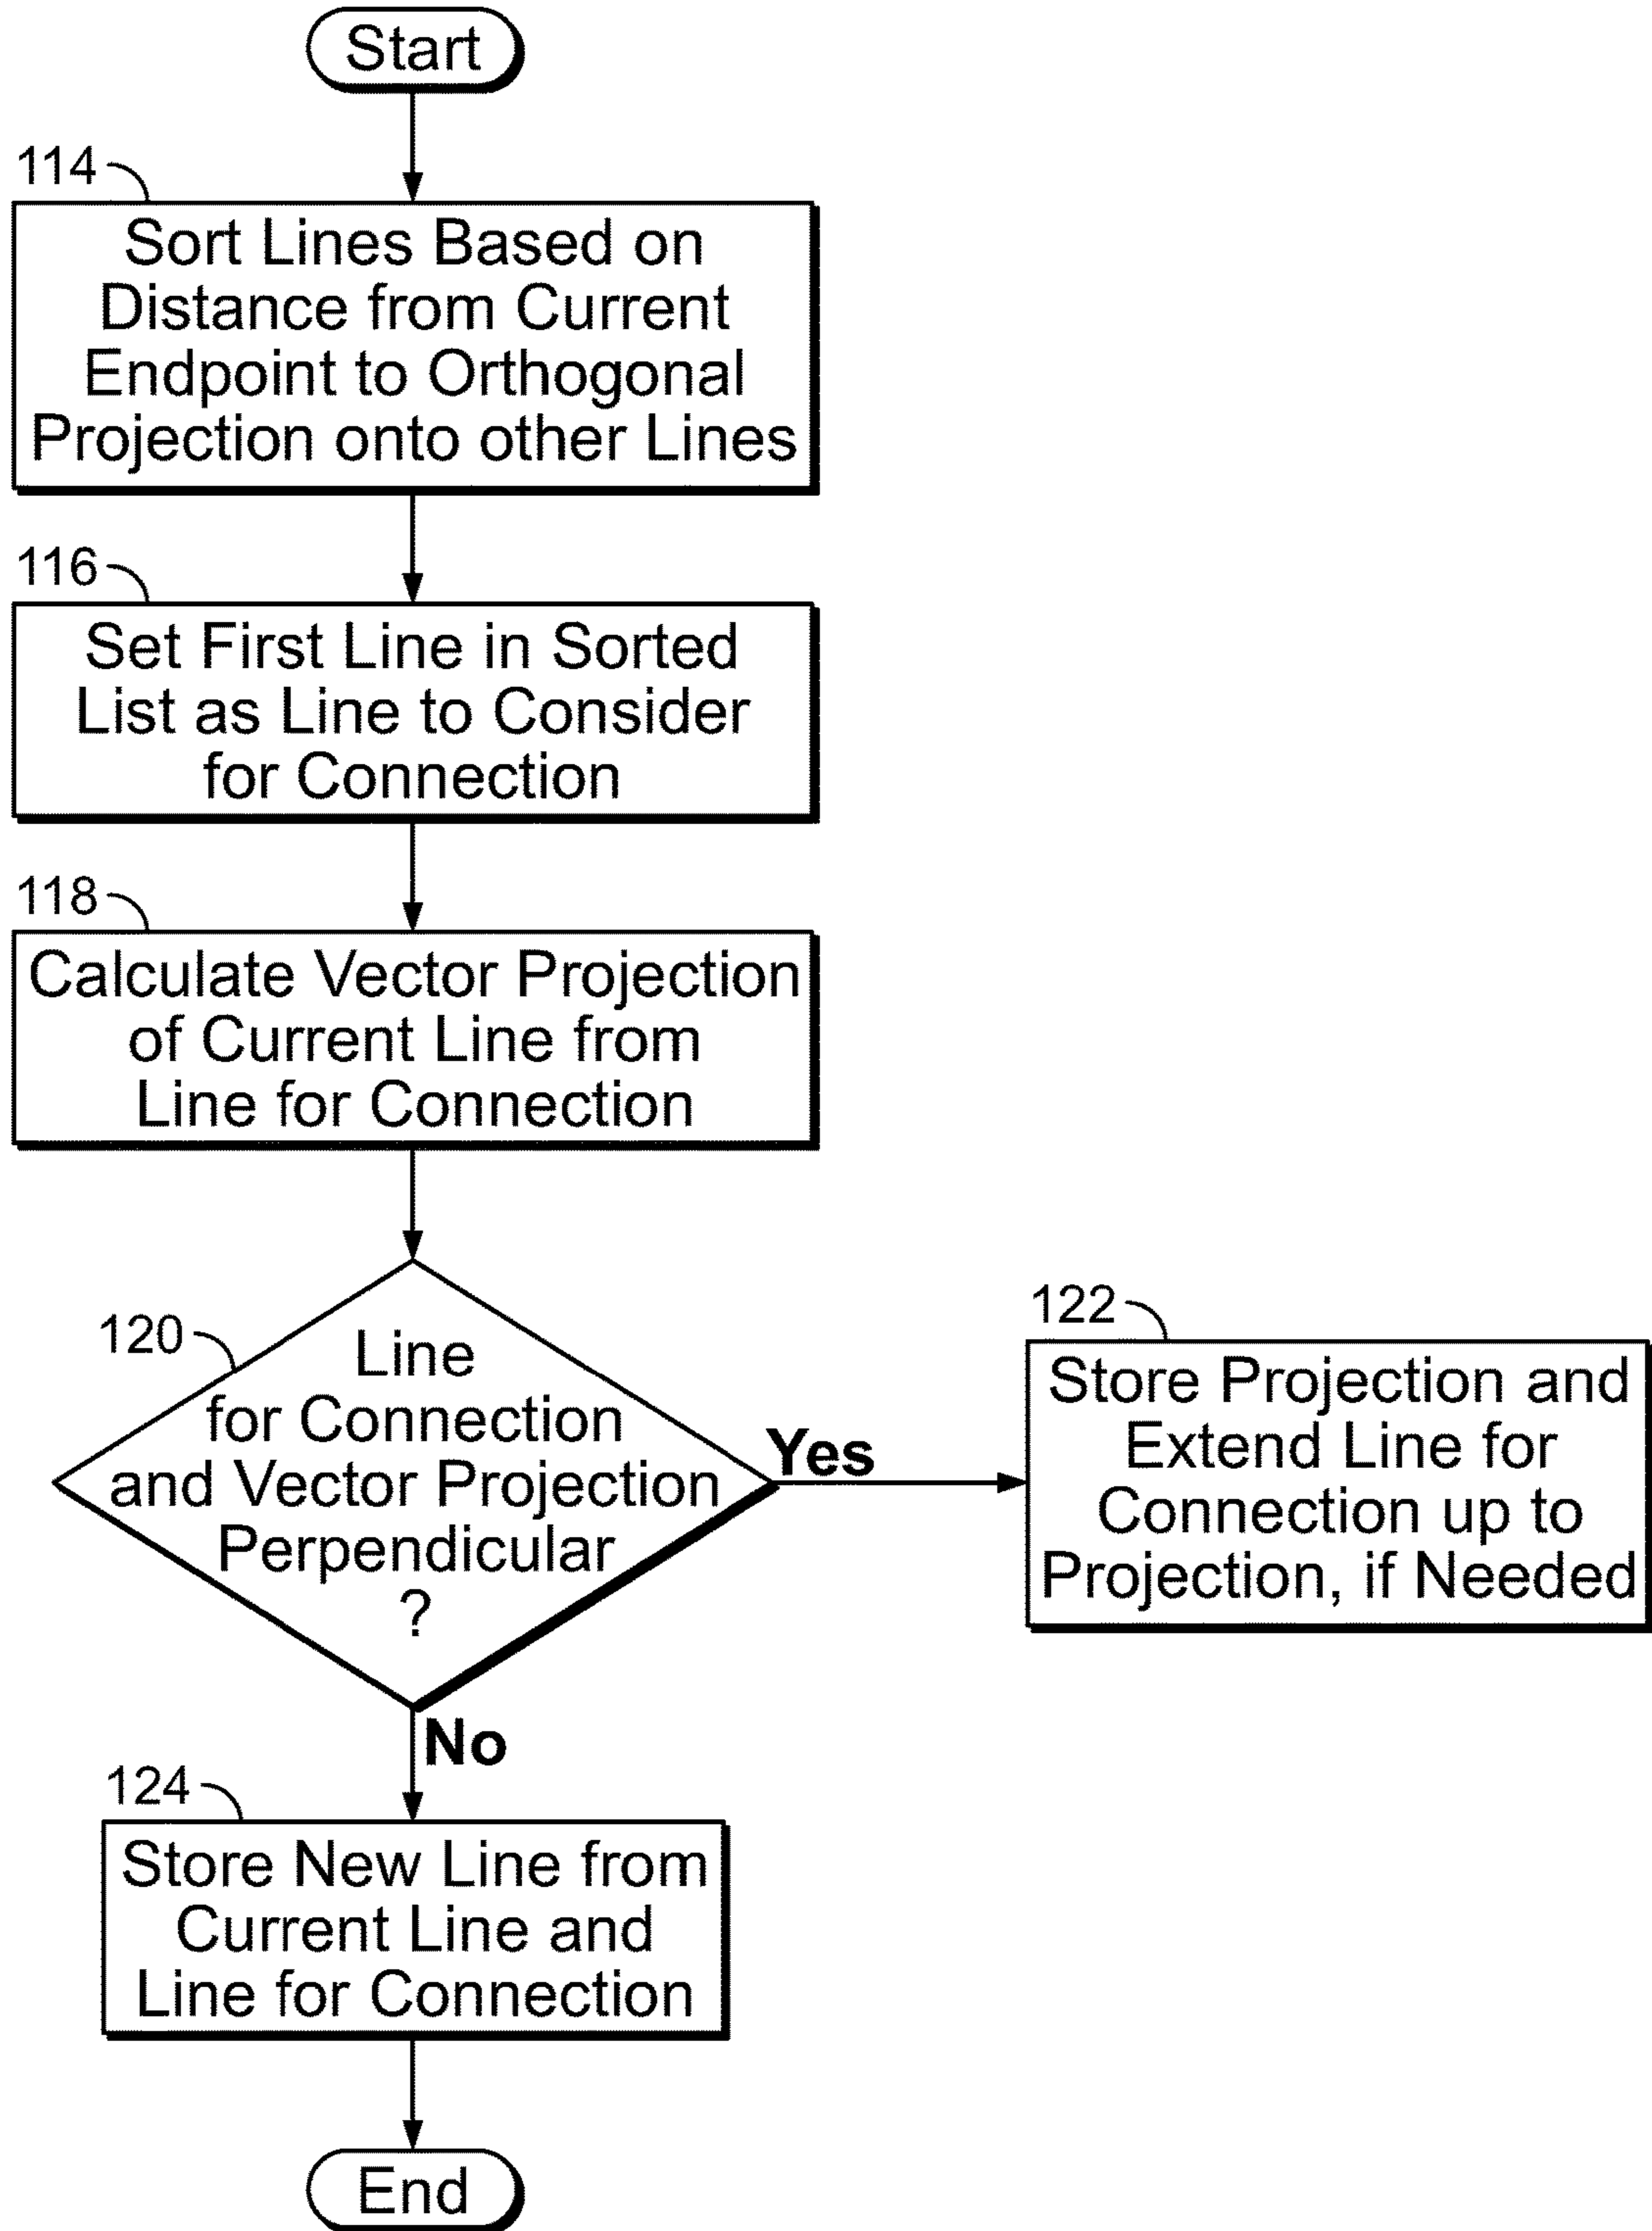 Start
114
Sort Lines Based on
Distance from Current
Endpoint to Orthogonal
Projection onto other Lines
116
Set First Line in Sorted
List as Line to Consider
for Connection
118
Calculate Vector Projection
of Current Line from
Line for Connection
120
Line
for Connection
and Vector Projection
Perpendicular
?
Yes
122
Store Projection and
Extend Line for
Connection up to
Projection, if Needed
No
124
Store New Line from
Current Line and
Line for Connection
End